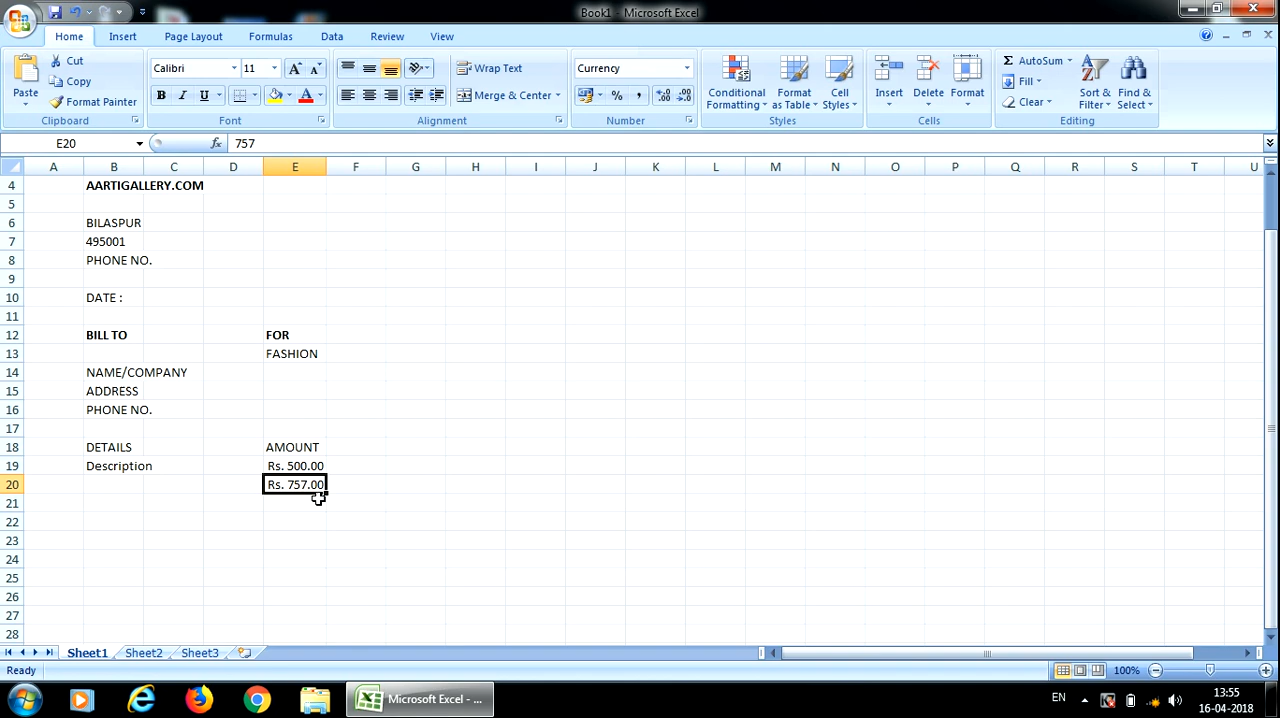 Book1 - Microsoft Excel
Home Insert Page Layout Formulas Data Review View
Paste Cut Copy Format Painter Clipboard
Calibri 11 A A B I U A Font
Wrap Text Merge & Center Alignment
Currency % , .0 .00 .00 .0 Number
Conditional Formatting Format as Table Cell Styles Styles
Insert Delete Format Cells
Σ AutoSum Fill Clear Sort & Filter Find & Select Editing
E20 fx 757
A B C D E F G H I J K L M N O P Q R S T U
4 AARTIGALLERY.COM
5
6 BILASPUR
7 495001
8 PHONE NO.
9
10 DATE :
11
12 BILL TO FOR
13 FASHION
14 NAME/COMPANY
15 ADDRESS
16 PHONE NO.
17
18 DETAILS AMOUNT
19 Description Rs. 500.00
20 Rs. 757.00
21
22
23
24
25
26
27
28
Sheet1 Sheet2 Sheet3
Ready 100%
Microsoft Excel - ... EN 13:55
16-04-2018